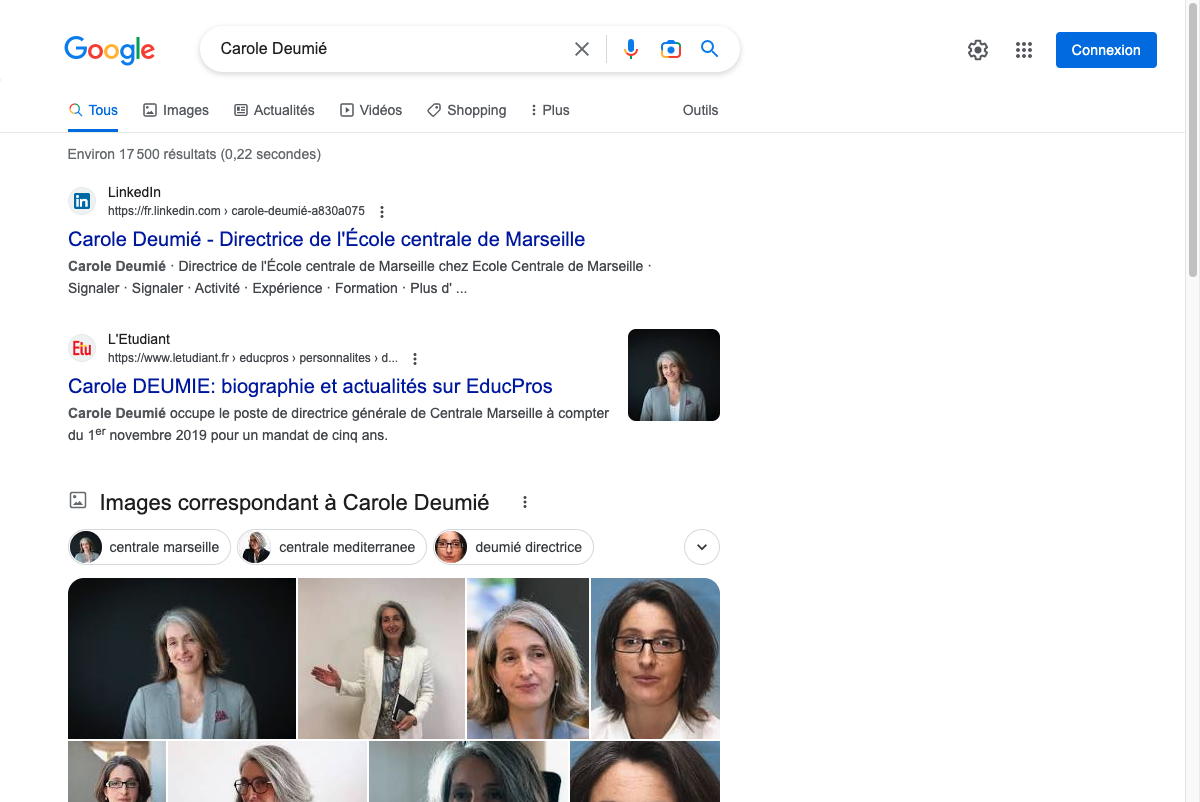 Google
Carole Deumié
Connexion
Tous
Images
Actualités
Vidéos
Shopping
Plus
Outils
Environ 17 500 résultats (0,22 secondes)
in
LinkedIn
https://fr.linkedin.com › carole-deumié-a830a075
Carole Deumié - Directrice de l'École centrale de Marseille
Carole Deumié · Directrice de l'École centrale de Marseille chez Ecole Centrale de Marseille ·
Signaler · Signaler · Activité · Expérience · Formation · Plus d' ...
Etu
L'Etudiant
https://www.letudiant.fr › educpros › personnalites › d...
Carole DEUMIE: biographie et actualités sur EducPros
Carole Deumié occupe le poste de directrice générale de Centrale Marseille à compter
du 1er novembre 2019 pour un mandat de cinq ans.
Images correspondant à Carole Deumié
centrale marseille
centrale mediterranee
deumié directrice